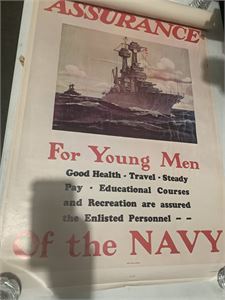 ASSURANCE
For Young Men
Good Health - Travel - Steady
Pay - Educational Courses
and Recreation are assured
the Enlisted Personnel - -
Of the NAVY